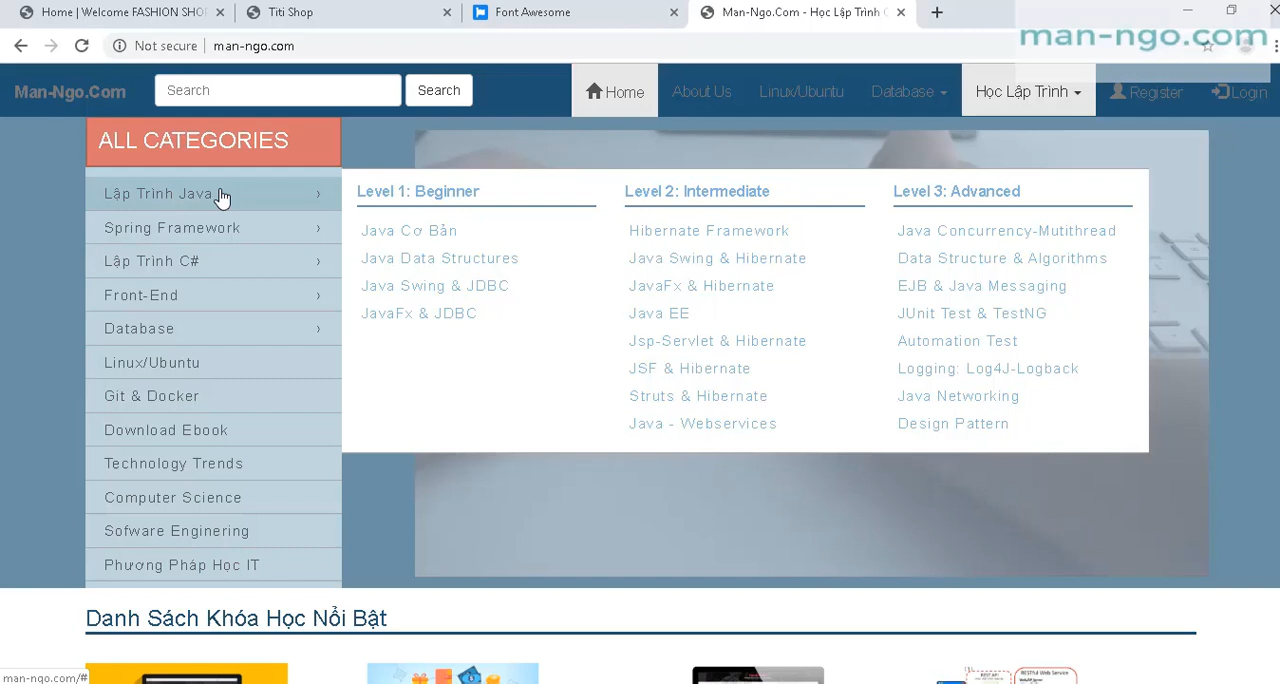 Home | Welcome FASHION SHO
Titi Shop
Font Awesome
Man-Ngo.Com - Học Lập Trình C
man-ngo.com
Not secure
man-ngo.com
Man-Ngo.Com
Search
Search
Home
About Us
Linux/Ubuntu
Database
Học Lập Trình
Register
Login
ALL CATEGORIES
Lập Trình Java
Spring Framework
Lập Trình C#
Front-End
Database
Linux/Ubuntu
Git & Docker
Download Ebook
Technology Trends
Computer Science
Sofware Enginering
Phương Pháp Học IT
Level 1: Beginner
Java Cơ Bản
Java Data Structures
Java Swing & JDBC
JavaFx & JDBC
Level 2: Intermediate
Hibernate Framework
Java Swing & Hibernate
JavaFx & Hibernate
Java EE
Jsp-Servlet & Hibernate
JSF & Hibernate
Struts & Hibernate
Java - Webservices
Level 3: Advanced
Java Concurrency-Mutithread
Data Structure & Algorithms
EJB & Java Messaging
JUnit Test & TestNG
Automation Test
Logging: Log4J-Logback
Java Networking
Design Pattern
Danh Sách Khóa Học Nổi Bật
REST API
RESTful Web Service
man-ngo.com/#